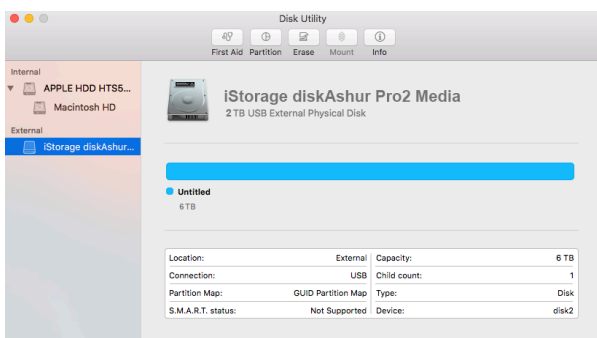 Disk Utility
First Aid Partition Erase Mount Info
Internal
APPLE HDD HTS5...
Macintosh HD
External
iStorage diskAshur...
iStorage diskAshur Pro2 Media
2 TB USB External Physical Disk
Untitled
6 TB
Location: External Capacity: 6 TB
Connection: USB Child count: 1
Partition Map: GUID Partition Map Type: Disk
S.M.A.R.T. status: Not Supported Device: disk2